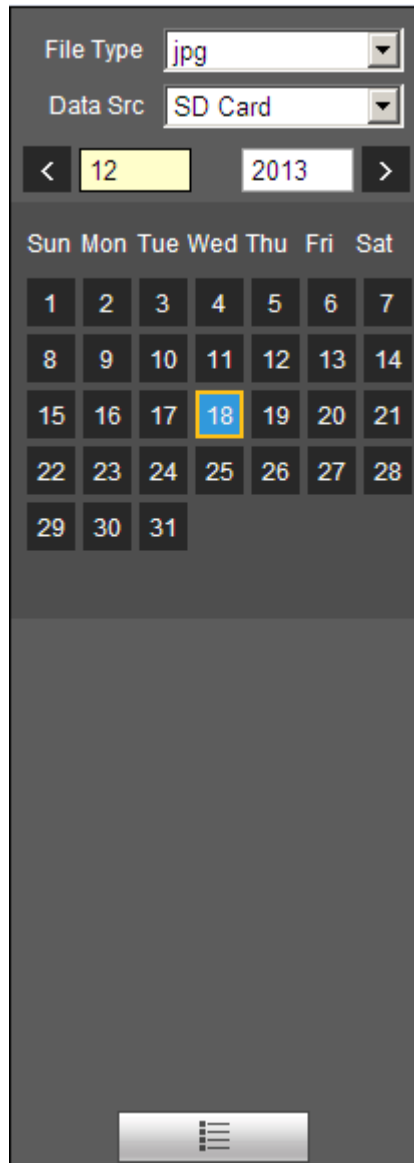 File Type jpg
Data Src SD Card
< 12 2013 >
Sun Mon Tue Wed Thu Fri Sat
1 2 3 4 5 6 7
8 9 10 11 12 13 14
15 16 17 18 19 20 21
22 23 24 25 26 27 28
29 30 31